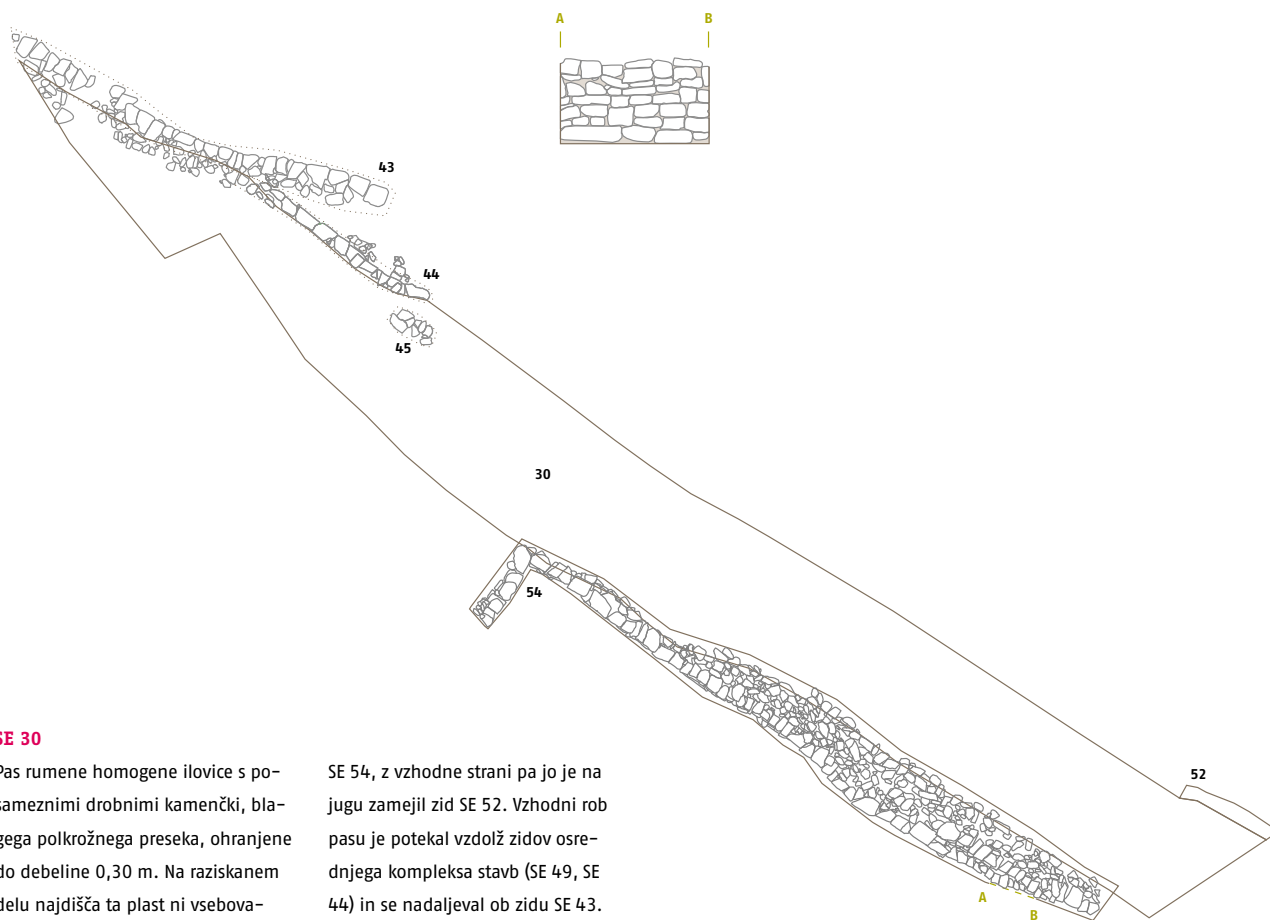 A
B
43
44
45
30
54
52
A
B
SE 30
Pas rumene homogene ilovice s po-
sameznimi drobnimi kamenčki, bla-
gega polkrožnega preseka, ohranjene
do debeline 0,30 m. Na raziskanem
delu najdišča ta plast ni vsebova-
SE 54, z vzhodne strani pa jo je na
jugu zamejil zid SE 52. Vzhodni rob
pasu je potekal vzdolž zidov osre-
dnjega kompleksa stavb (SE 49, SE
44) in se nadaljeval ob zidu SE 43.